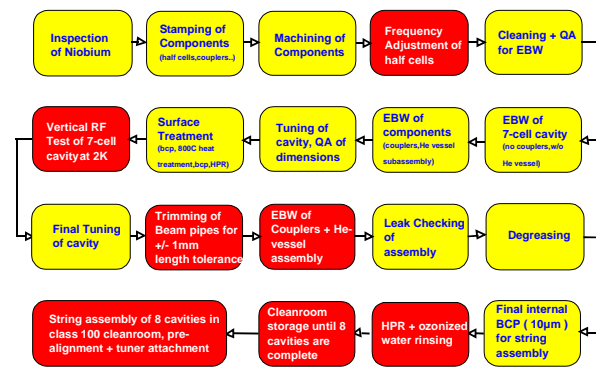 Inspection of
Niobium
Stamping of
Components
(half cells,couplers..)
Machining of
Components
Frequency
Adjustment of
half cells
Cleaning + QA
for EBW
Vertical RF
Test of 7-cell
cavity at 2K
Surface
Treatment
(bcp, 800C heat
treatment,bcp,HPR)
Tuning of
cavity, QA of
dimensions
EBW of
components
(couplers,He vessel
subassembly)
EBW of
7-cell cavity
(no couplers,w/o
He vessel)
Final Tuning
of cavity
Trimming of
Beam pipes for
+/- 1mm
length tolerance
EBW of
Couplers + He-
vessel
assembly
Leak Checking
of
assembly
Degreasing
String assembly of 8 cavities in
class 100 cleanroom, pre-
alignment + tuner attachment
Cleanroom
storage until 8
cavities are
complete
HPR + ozonized
water rinsing
Final internal
BCP ( 10µm )
for string
assembly